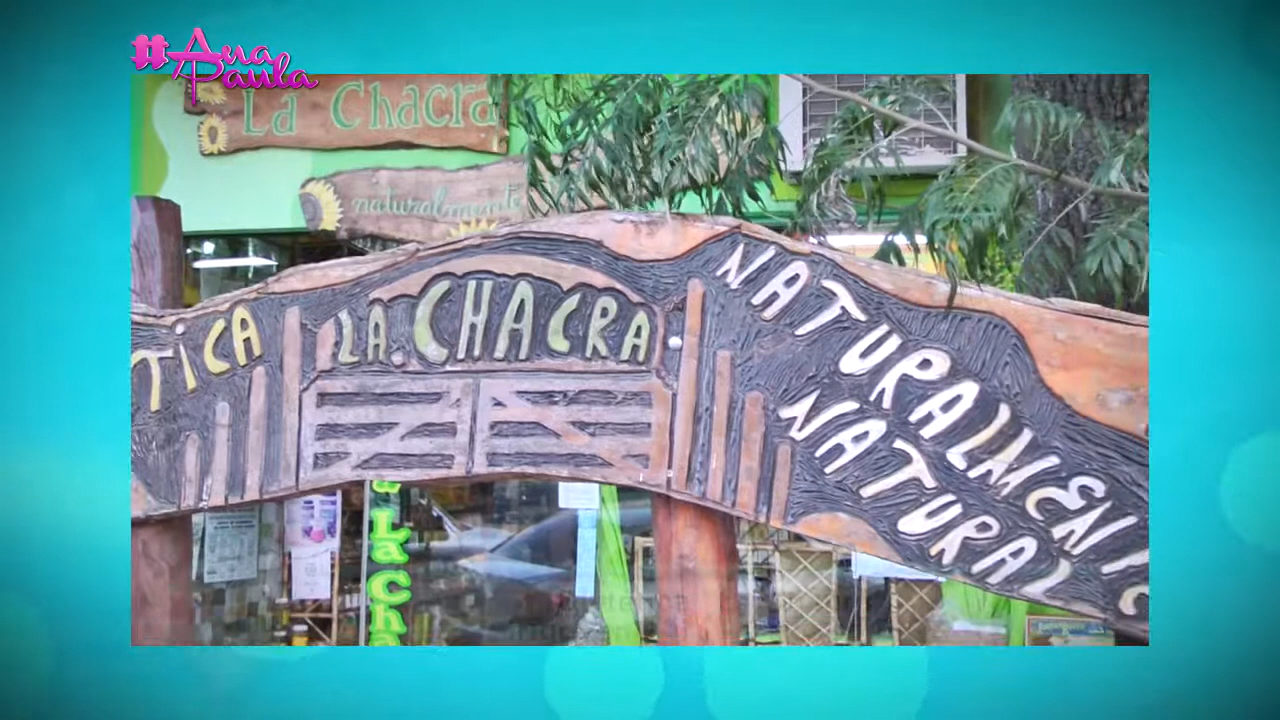 #Ana
Paula
La Chacra
naturalmente
TICA
LA CHACRA
NATURALMENTE
NATURAL
La Cha